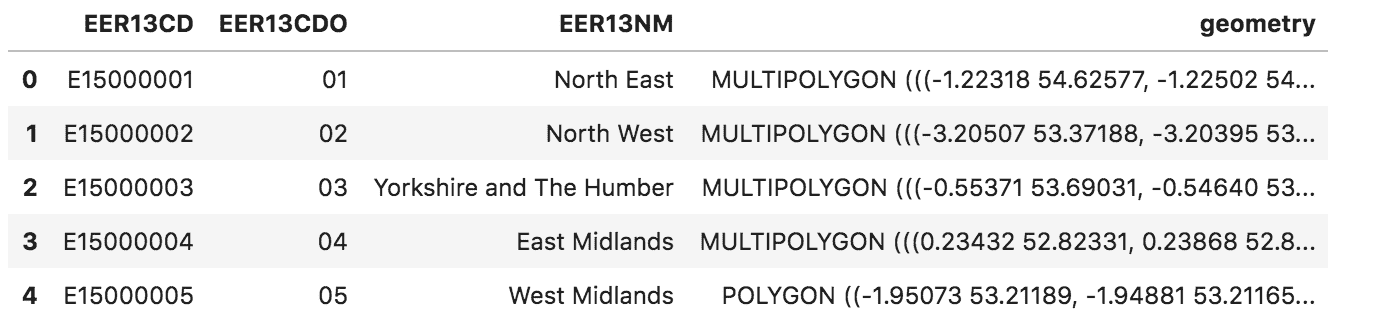 EER13CD EER13CDO EER13NM geometry
0 E15000001 01 North East MULTIPOLYGON (((-1.22318 54.62577, -1.22502 54...
1 E15000002 02 North West MULTIPOLYGON (((-3.20507 53.37188, -3.20395 53...
2 E15000003 03 Yorkshire and The Humber MULTIPOLYGON (((-0.55371 53.69031, -0.54640 53...
3 E15000004 04 East Midlands MULTIPOLYGON (((0.23432 52.82331, 0.23868 52.8...
4 E15000005 05 West Midlands POLYGON ((-1.95073 53.21189, -1.94881 53.21165...